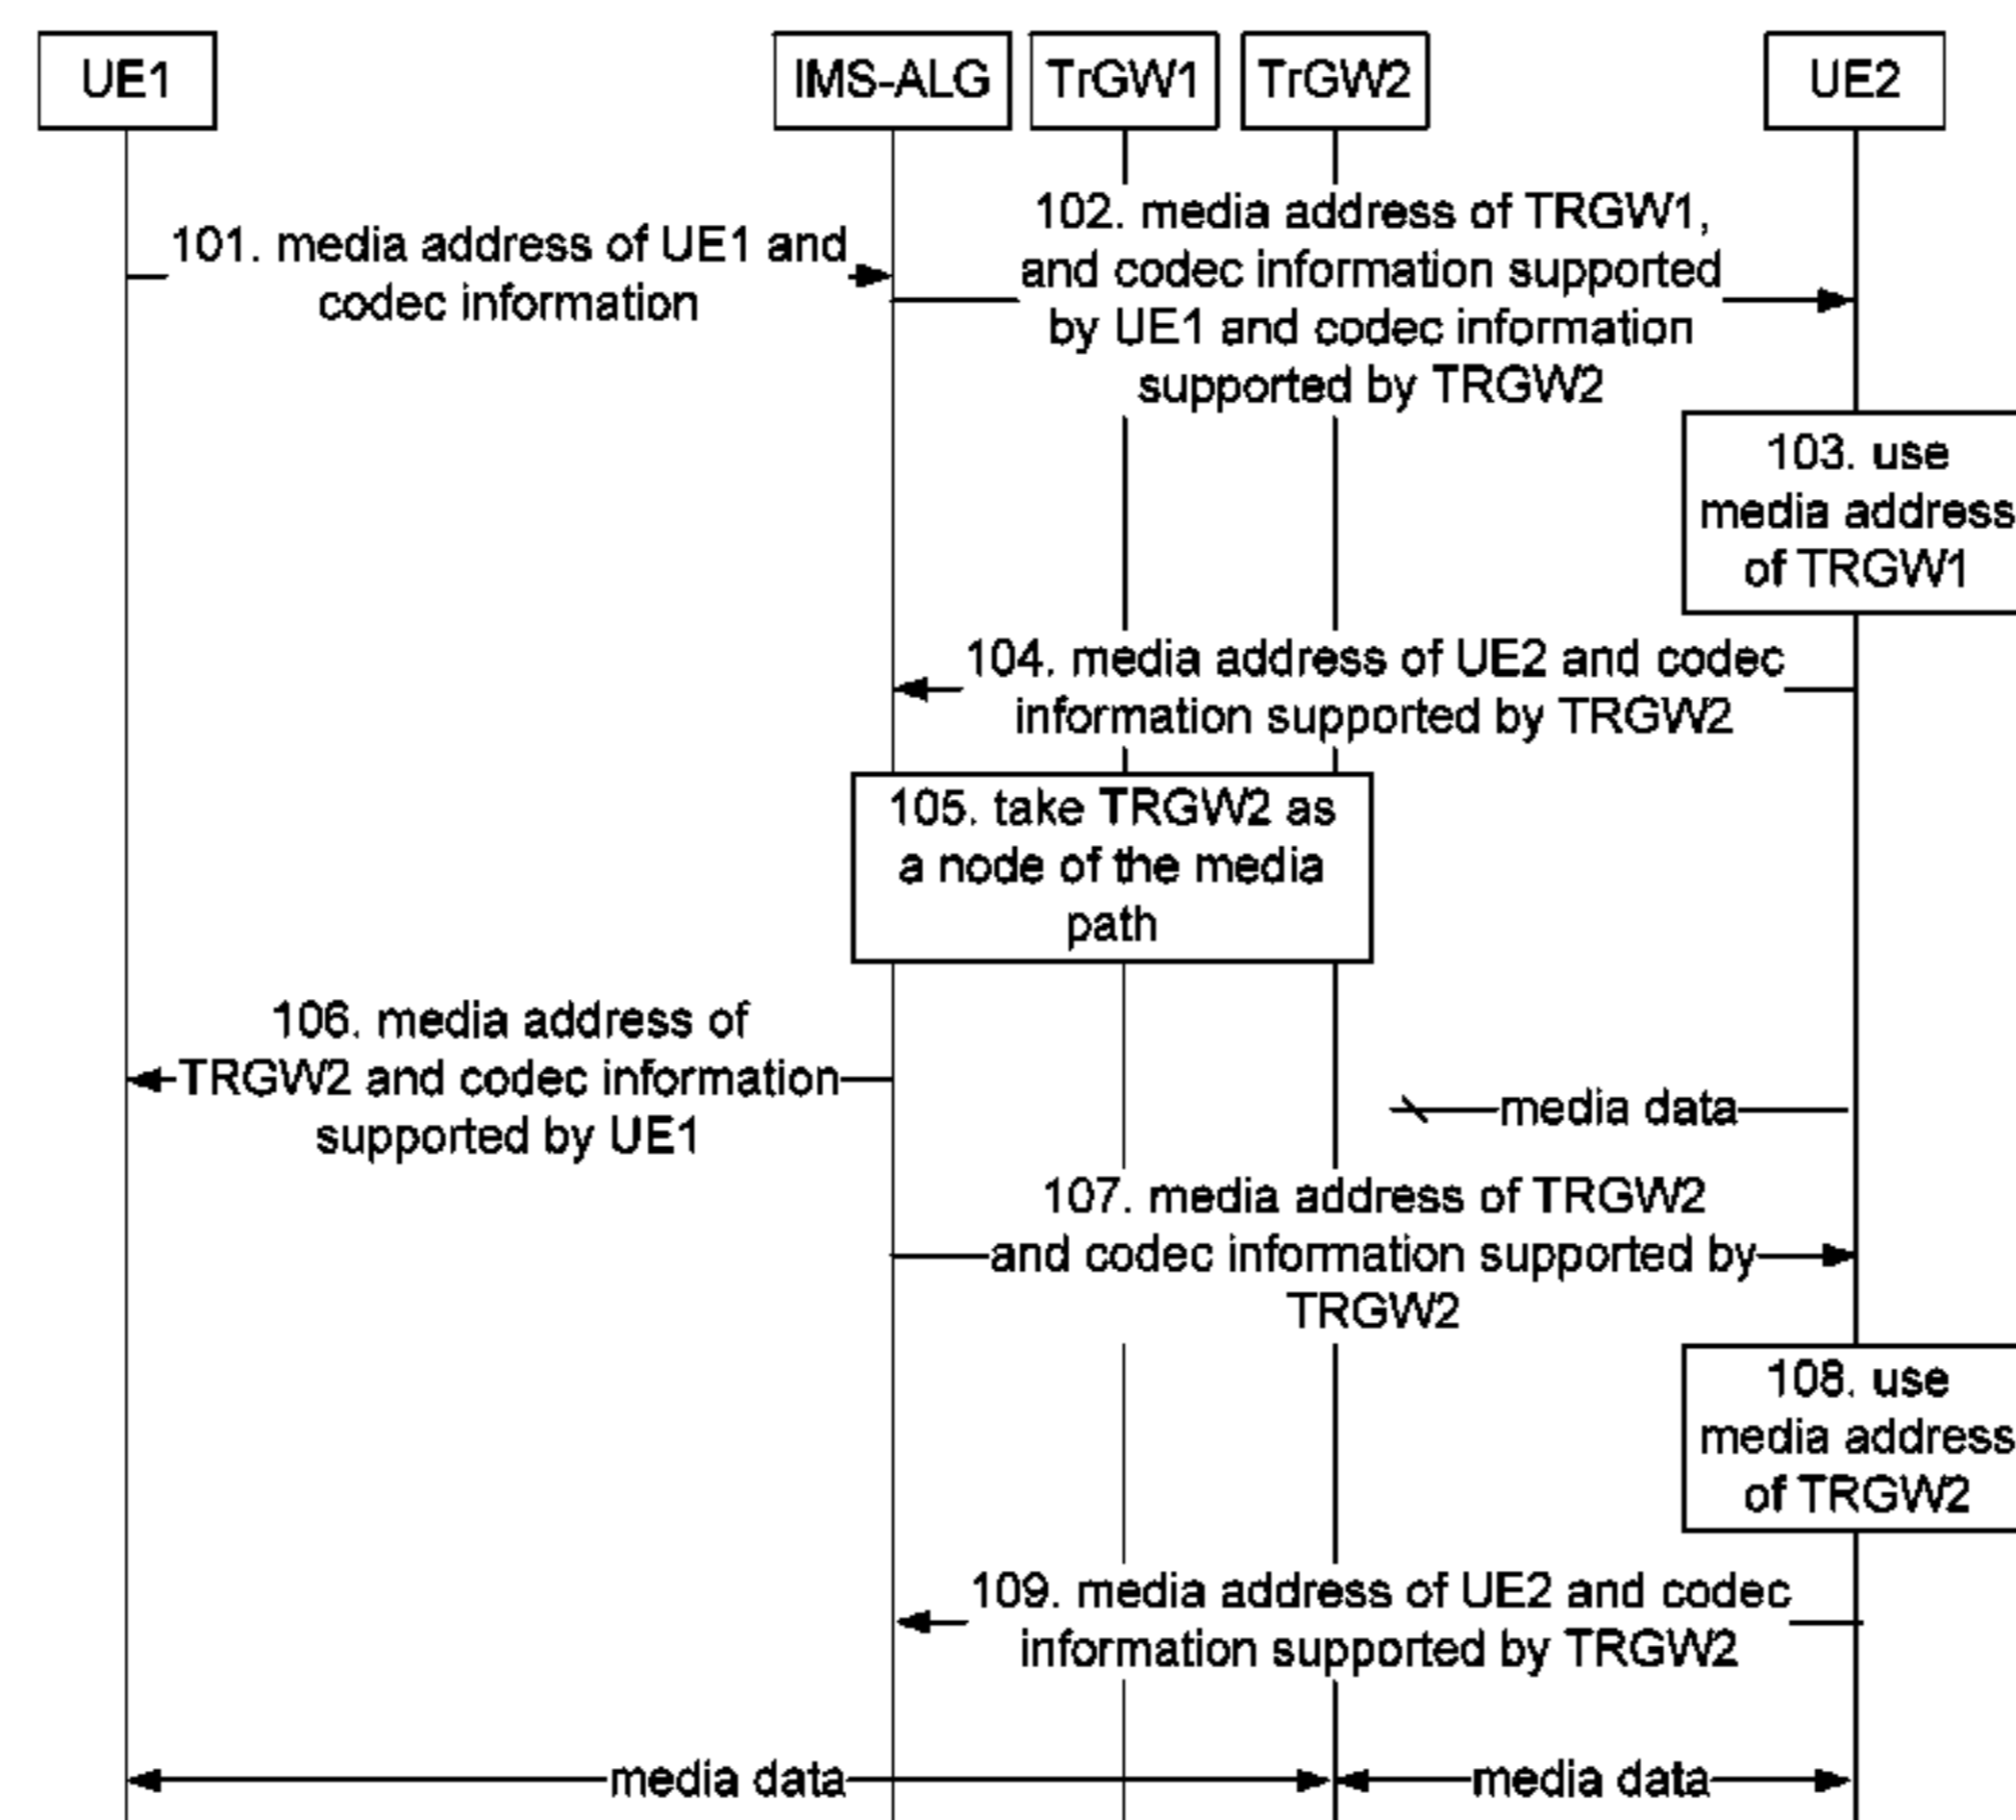 UE1
IMS-ALG
TrGW1
TrGW2
UE2
101. media address of UE1 and
codec information
102. media address of TRGW1,
and codec information supported
by UE1 and codec information
supported by TRGW2
103. use
media address
of TRGW1
104. media address of UE2 and codec
information supported by TRGW2
105. take TRGW2 as
a node of the media
path
106. media address of
TRGW2 and codec information
supported by UE1
media data
107. media address of TRGW2
and codec information supported by
TRGW2
108. use
media address
of TRGW2
109. media address of UE2 and codec
information supported by TRGW2
media data
media data